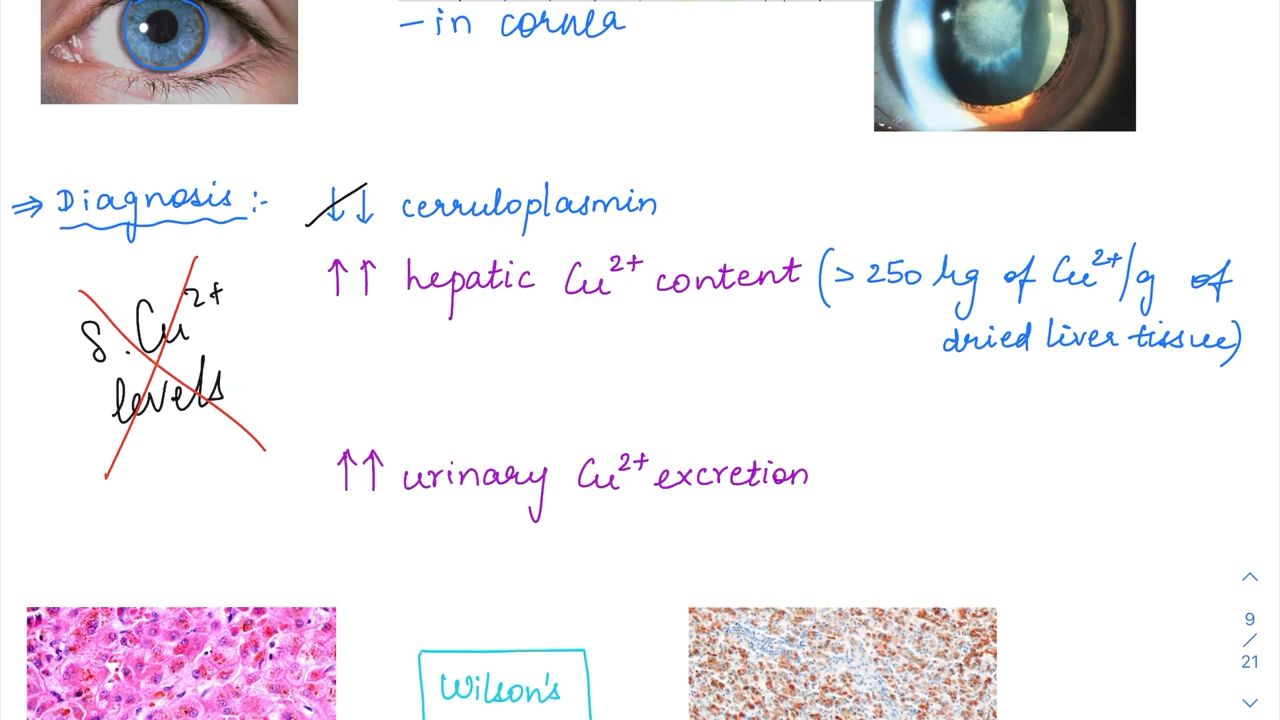 – in cornea
⇒ Diagnosis :- ↓↓ cerruloplasmin
↑↑ hepatic Cu²⁺ content (> 250 μg of Cu²⁺/g of
dried liver tissue)
S. Cu²⁺
levels
↑↑ urinary Cu²⁺ excretion
Wilson's
9
/
21